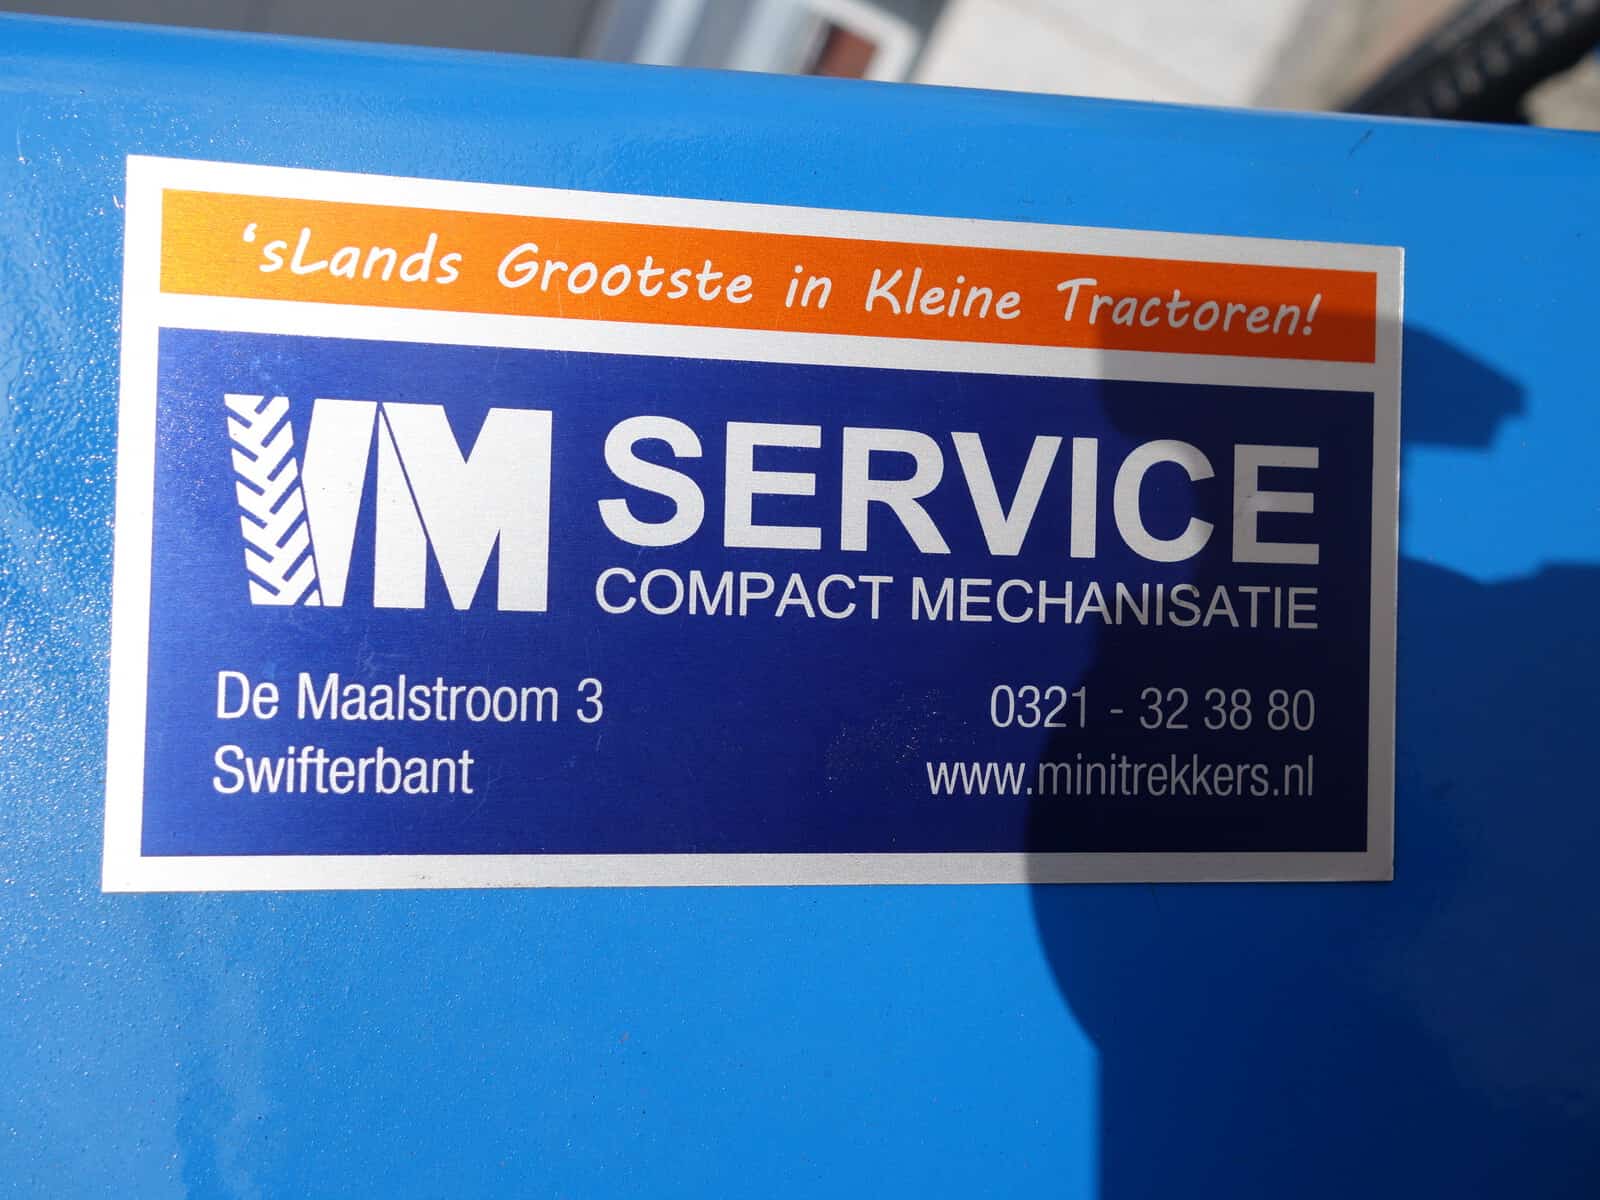 ‘sLands Grootste in Kleine Tractoren!
VM SERVICE
COMPACT MECHANISATIE
De Maalstroom 3
Swifterbant
0321 - 32 38 80
www.minitrekkers.nl